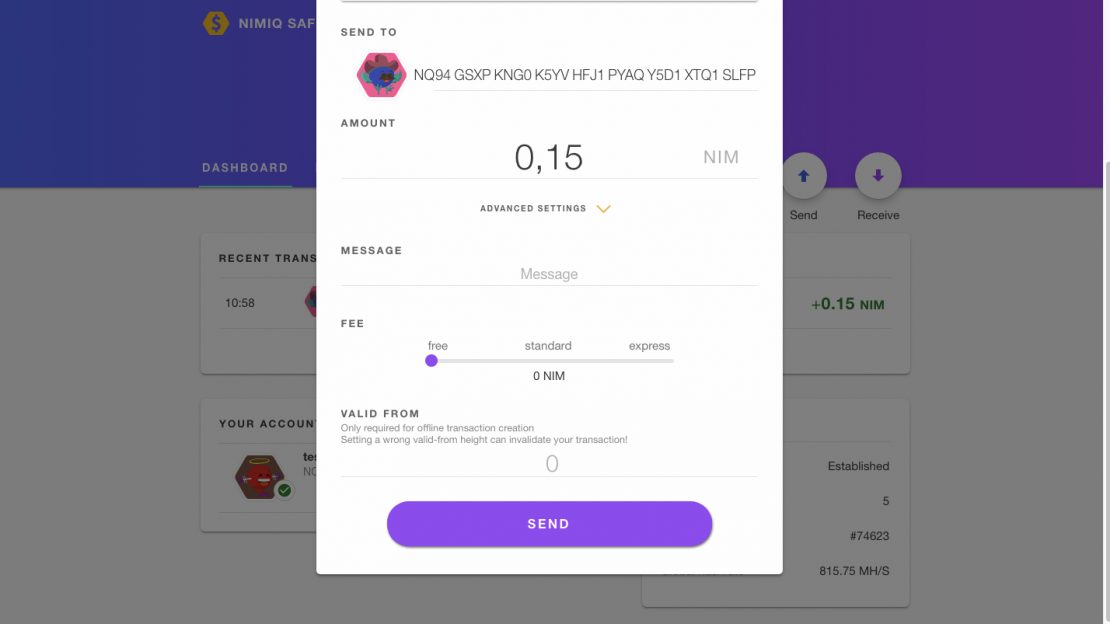 NIMIQ SAF
SEND TO
NQ94 GSXP KNG0 K5YV HFJ1 PYAQ Y5D1 XTQ1 SLFP
AMOUNT
0,15 NIM
DASHBOARD
ADVANCED SETTINGS
Send Receive
MESSAGE
Message
RECENT TRANS
10:58
+0.15 NIM
FEE
free standard express
0 NIM
VALID FROM
Only required for offline transaction creation
Setting a wrong valid-from height can invalidate your transaction!
0
SEND
YOUR ACCOUN
tes
Established
5
#74623
815.75 MH/S